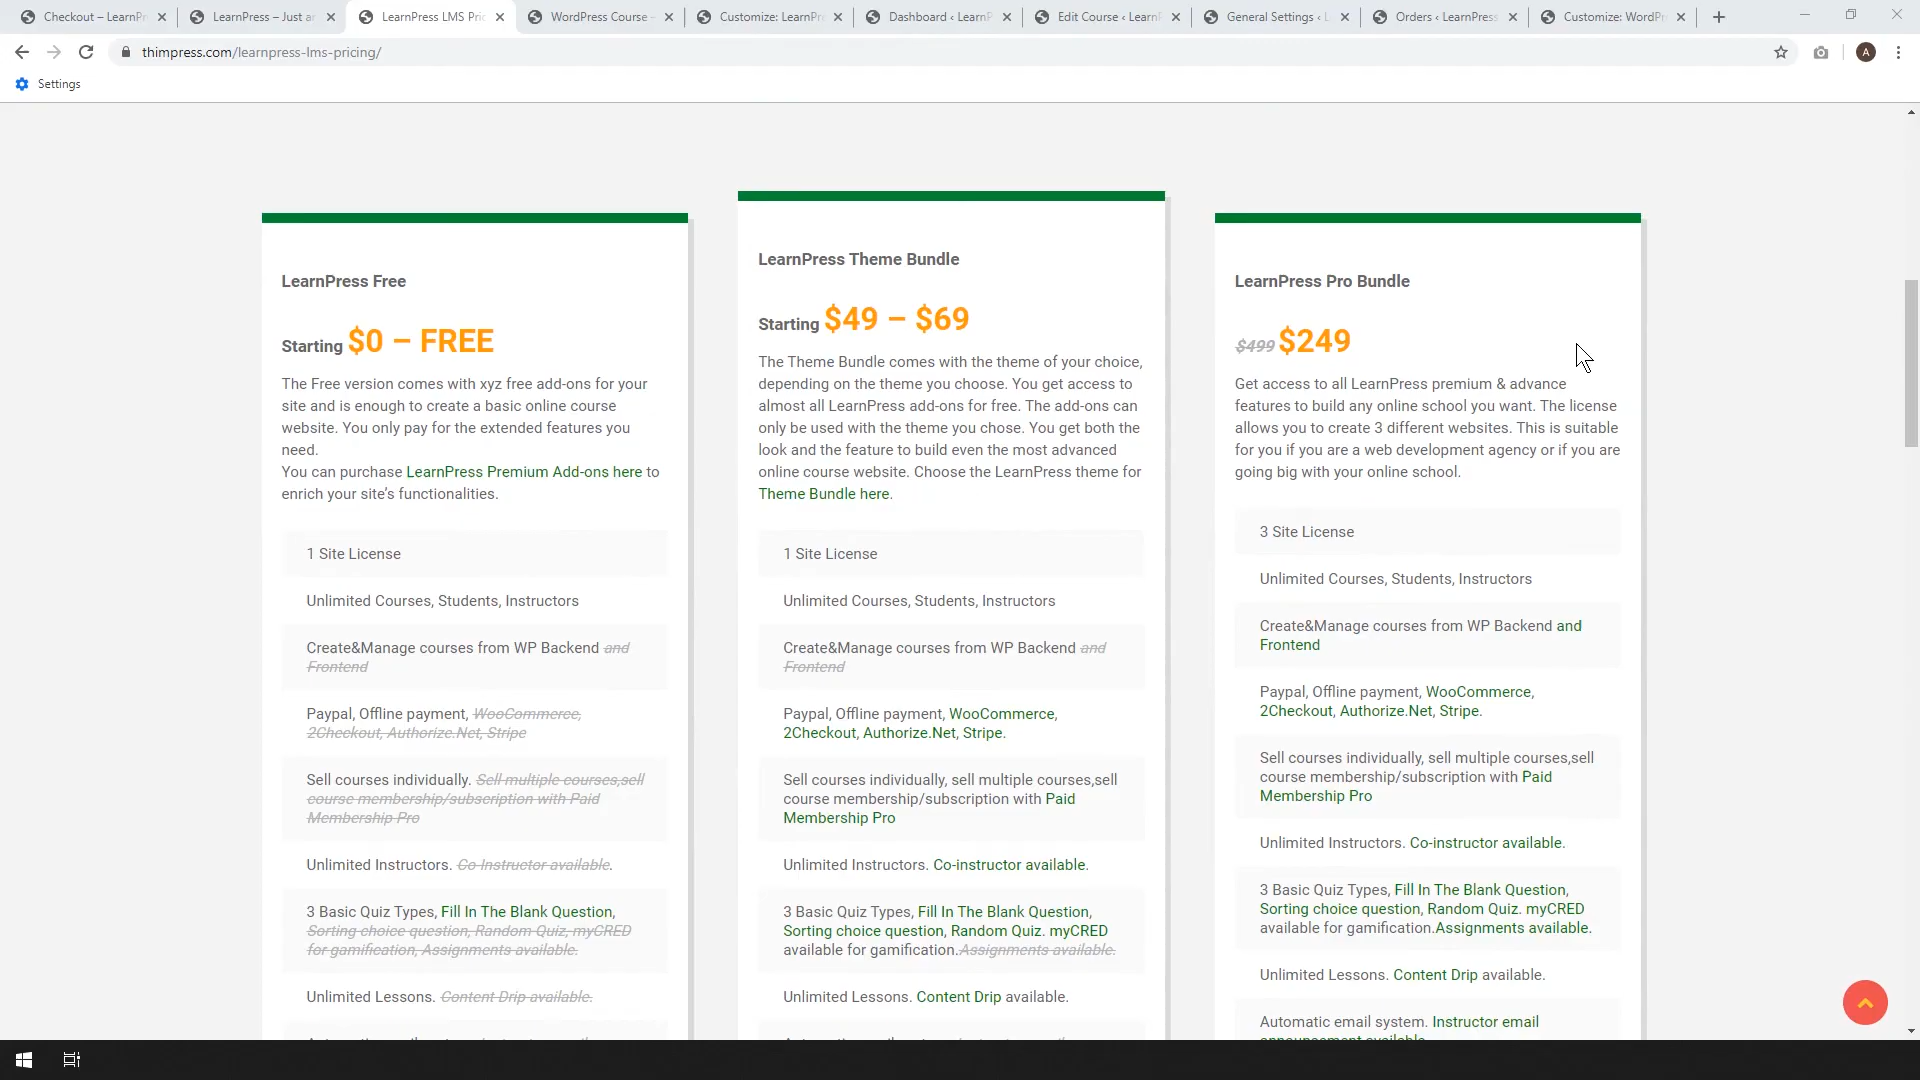 Checkout – LearnPr
LearnPress – Just an
LearnPress LMS Pric
WordPress Course –
Customize: LearnPr
Dashboard ‹ LearnP
Edit Course ‹ LearnP
General Settings ‹ L
Orders ‹ LearnPress
Customize: WordPr
thimpress.com/learnpress-lms-pricing/
A
Settings
LearnPress Free
Starting $0 – FREE
The Free version comes with xyz free add-ons for your
site and is enough to create a basic online course
website. You only pay for the extended features you
need.
You can purchase LearnPress Premium Add-ons here to
enrich your site's functionalities.
1 Site License
Unlimited Courses, Students, Instructors
Create&Manage courses from WP Backend and
Frontend
Paypal, Offline payment, WooCommerce,
2Checkout, Authorize.Net, Stripe
Sell courses individually. Sell multiple courses,sell
course membership/subscription with Paid
Membership Pro
Unlimited Instructors. Co-Instructor available.
3 Basic Quiz Types, Fill In The Blank Question,
Sorting choice question, Random Quiz, myCRED
for gamification, Assignments available.
Unlimited Lessons. Content Drip available.
LearnPress Theme Bundle
Starting $49 – $69
The Theme Bundle comes with the theme of your choice,
depending on the theme you choose. You get access to
almost all LearnPress add-ons for free. The add-ons can
only be used with the theme you chose. You get both the
look and the feature to build even the most advanced
online course website. Choose the LearnPress theme for
Theme Bundle here.
1 Site License
Unlimited Courses, Students, Instructors
Create&Manage courses from WP Backend and
Frontend
Paypal, Offline payment, WooCommerce,
2Checkout, Authorize.Net, Stripe.
Sell courses individually, sell multiple courses,sell
course membership/subscription with Paid
Membership Pro
Unlimited Instructors. Co-instructor available.
3 Basic Quiz Types, Fill In The Blank Question,
Sorting choice question, Random Quiz. myCRED
available for gamification.Assignments available.
Unlimited Lessons. Content Drip available.
LearnPress Pro Bundle
$499 $249
Get access to all LearnPress premium & advance
features to build any online school you want. The license
allows you to create 3 different websites. This is suitable
for you if you are a web development agency or if you are
going big with your online school.
3 Site License
Unlimited Courses, Students, Instructors
Create&Manage courses from WP Backend and
Frontend
Paypal, Offline payment, WooCommerce,
2Checkout, Authorize.Net, Stripe.
Sell courses individually, sell multiple courses,sell
course membership/subscription with Paid
Membership Pro
Unlimited Instructors. Co-instructor available.
3 Basic Quiz Types, Fill In The Blank Question,
Sorting choice question, Random Quiz. myCRED
available for gamification.Assignments available.
Unlimited Lessons. Content Drip available.
Automatic email system. Instructor email